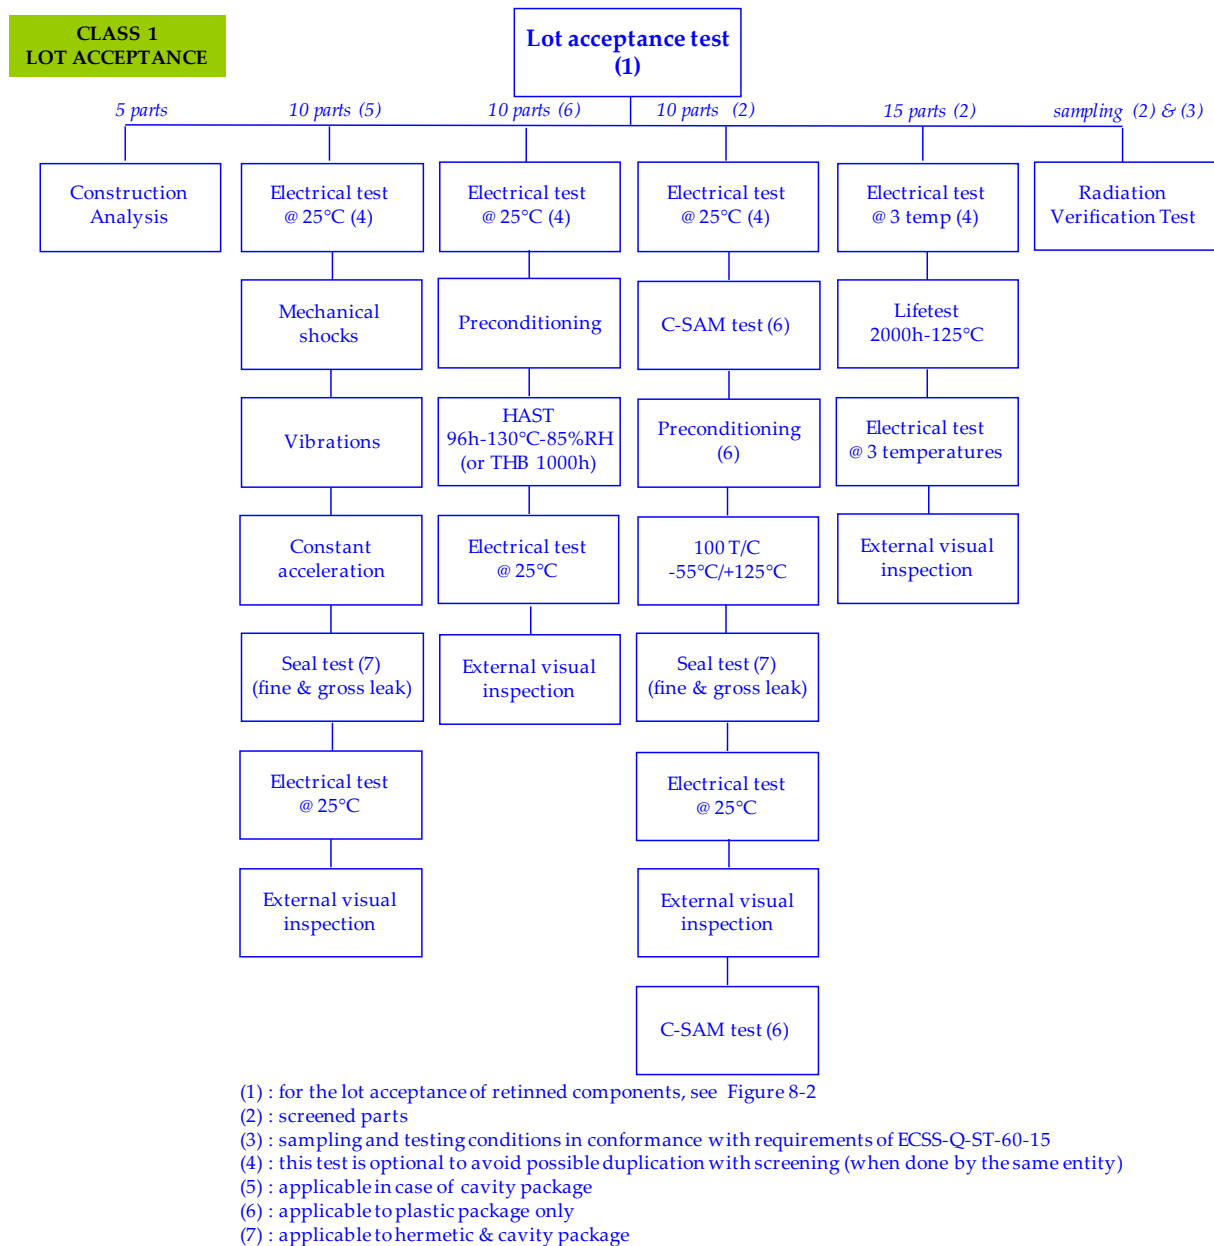 CLASS 1
LOT ACCEPTANCE
Lot acceptance test
(1)
5 parts
10 parts (5)
10 parts (6)
10 parts (2)
15 parts (2)
sampling (2) & (3)
Construction
Analysis
Electrical test
@ 25°C (4)
Mechanical
shocks
Vibrations
Constant
acceleration
Seal test (7)
(fine & gross leak)
Electrical test
@ 25°C
External visual
inspection
Electrical test
@ 25°C (4)
Preconditioning
HAST
96h-130°C-85%RH
(or THB 1000h)
Electrical test
@ 25°C
External visual
inspection
Electrical test
@ 25°C (4)
C-SAM test (6)
Preconditioning
(6)
100 T/C
-55°C/+125°C
Seal test (7)
(fine & gross leak)
Electrical test
@ 25°C
External visual
inspection
C-SAM test (6)
Electrical test
@ 3 temp (4)
Lifetest
2000h-125°C
Electrical test
@ 3 temperatures
External visual
inspection
Radiation
Verification Test
(1) : for the lot acceptance of retinned components, see Figure 8-2
(2) : screened parts
(3) : sampling and testing conditions in conformance with requirements of ECSS-Q-ST-60-15
(4) : this test is optional to avoid possible duplication with screening (when done by the same entity)
(5) : applicable in case of cavity package
(6) : applicable to plastic package only
(7) : applicable to hermetic & cavity package